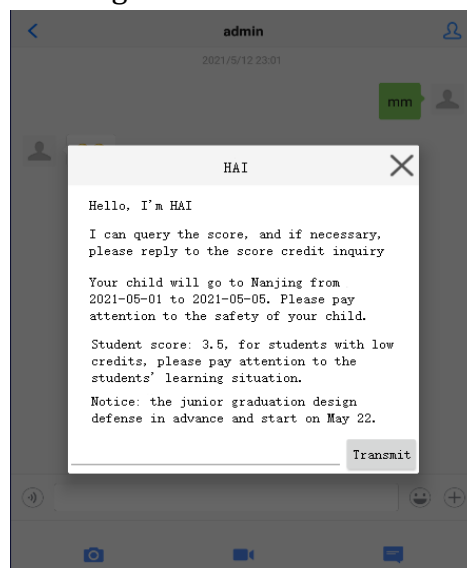 admin
2021/5/12 23:01
mm
HAI
Hello, I'm HAI
I can query the score, and if necessary,
please reply to the score credit inquiry
Your child will go to Nanjing from
2021-05-01 to 2021-05-05. Please pay
attention to the safety of your child.
Student score: 3.5, for students with low
credits, please pay attention to the
students' learning situation.
Notice: the junior graduation design
defense in advance and start on May 22.
Transmit